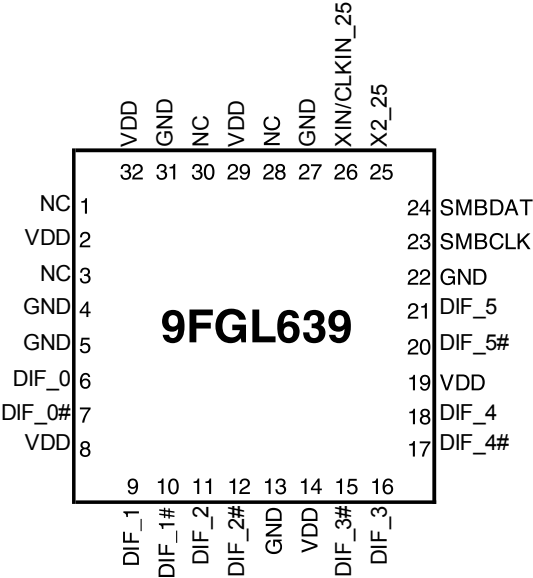 VDD GND NC VDD NC GND XIN/CLKIN_25 X2_25
32 31 30 29 28 27 26 25
NC 1
VDD 2
NC 3
GND 4
GND 5
DIF_0 6
DIF_0# 7
VDD 8
9FGL639
24 SMBDAT
23 SMBCLK
22 GND
21 DIF_5
20 DIF_5#
19 VDD
18 DIF_4
17 DIF_4#
9 10 11 12 13 14 15 16
DIF_1 DIF_1# DIF_2 DIF_2# GND VDD DIF_3# DIF_3